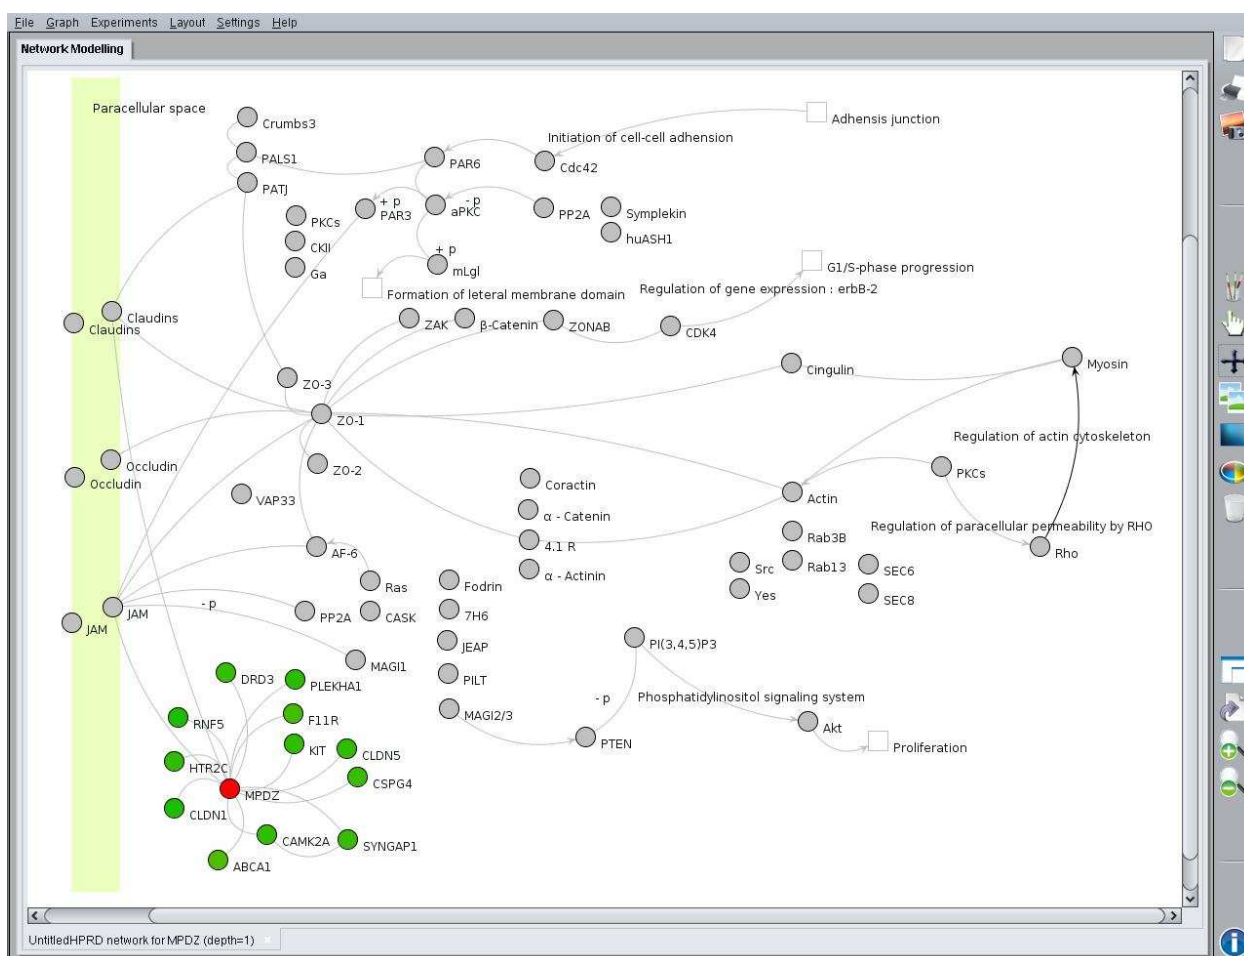 File Graph Experiments Layout Settings Help
Network Modelling
Paracellular space
Crumbs3
Adhensis junction
Initiation of cell-cell adhension
PALS1
PAR6
Cdc42
PATJ
+ p
- p
PAR3
aPKC
PP2A
Symplekin
PKCs
huASH1
CKII
+ p
Ga
mLgl
G1/S-phase progression
Formation of leteral membrane domain
Regulation of gene expression : erbB-2
Claudins
Claudins
ZAK
β-Catenin
ZONAB
CDK4
Cingulin
Myosin
ZO-3
ZO-1
Regulation of actin cytoskeleton
Occludin
Occludin
ZO-2
PKCs
Coractin
VAP33
Actin
α - Catenin
Regulation of paracellular permeability by RHO
Rab3B
4.1 R
AF-6
Rho
Src
Rab13
SEC6
α - Actinin
Ras
Fodrin
Yes
SEC8
JAM
- p
PP2A
CASK
7H6
JAM
PI(3,4,5)P3
JEAP
MAGI1
DRD3
PLEKHA1
PILT
- p
Phosphatidylinositol signaling system
RNF5
F11R
MAGI2/3
Akt
PTEN
Proliferation
KIT
CLDN5
HTR2C
CSPG4
MPDZ
CLDN1
CAMK2A
SYNGAP1
ABCA1
UntitledHPRD network for MPDZ (depth=1)